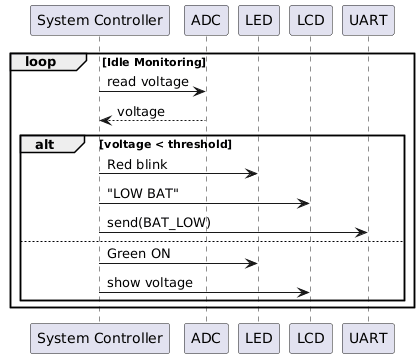 System Controller ADC LED LCD UART
loop [Idle Monitoring]
read voltage
voltage
alt [voltage < threshold]
Red blink
"LOW BAT"
send(BAT_LOW)
Green ON
show voltage
System Controller ADC LED LCD UART